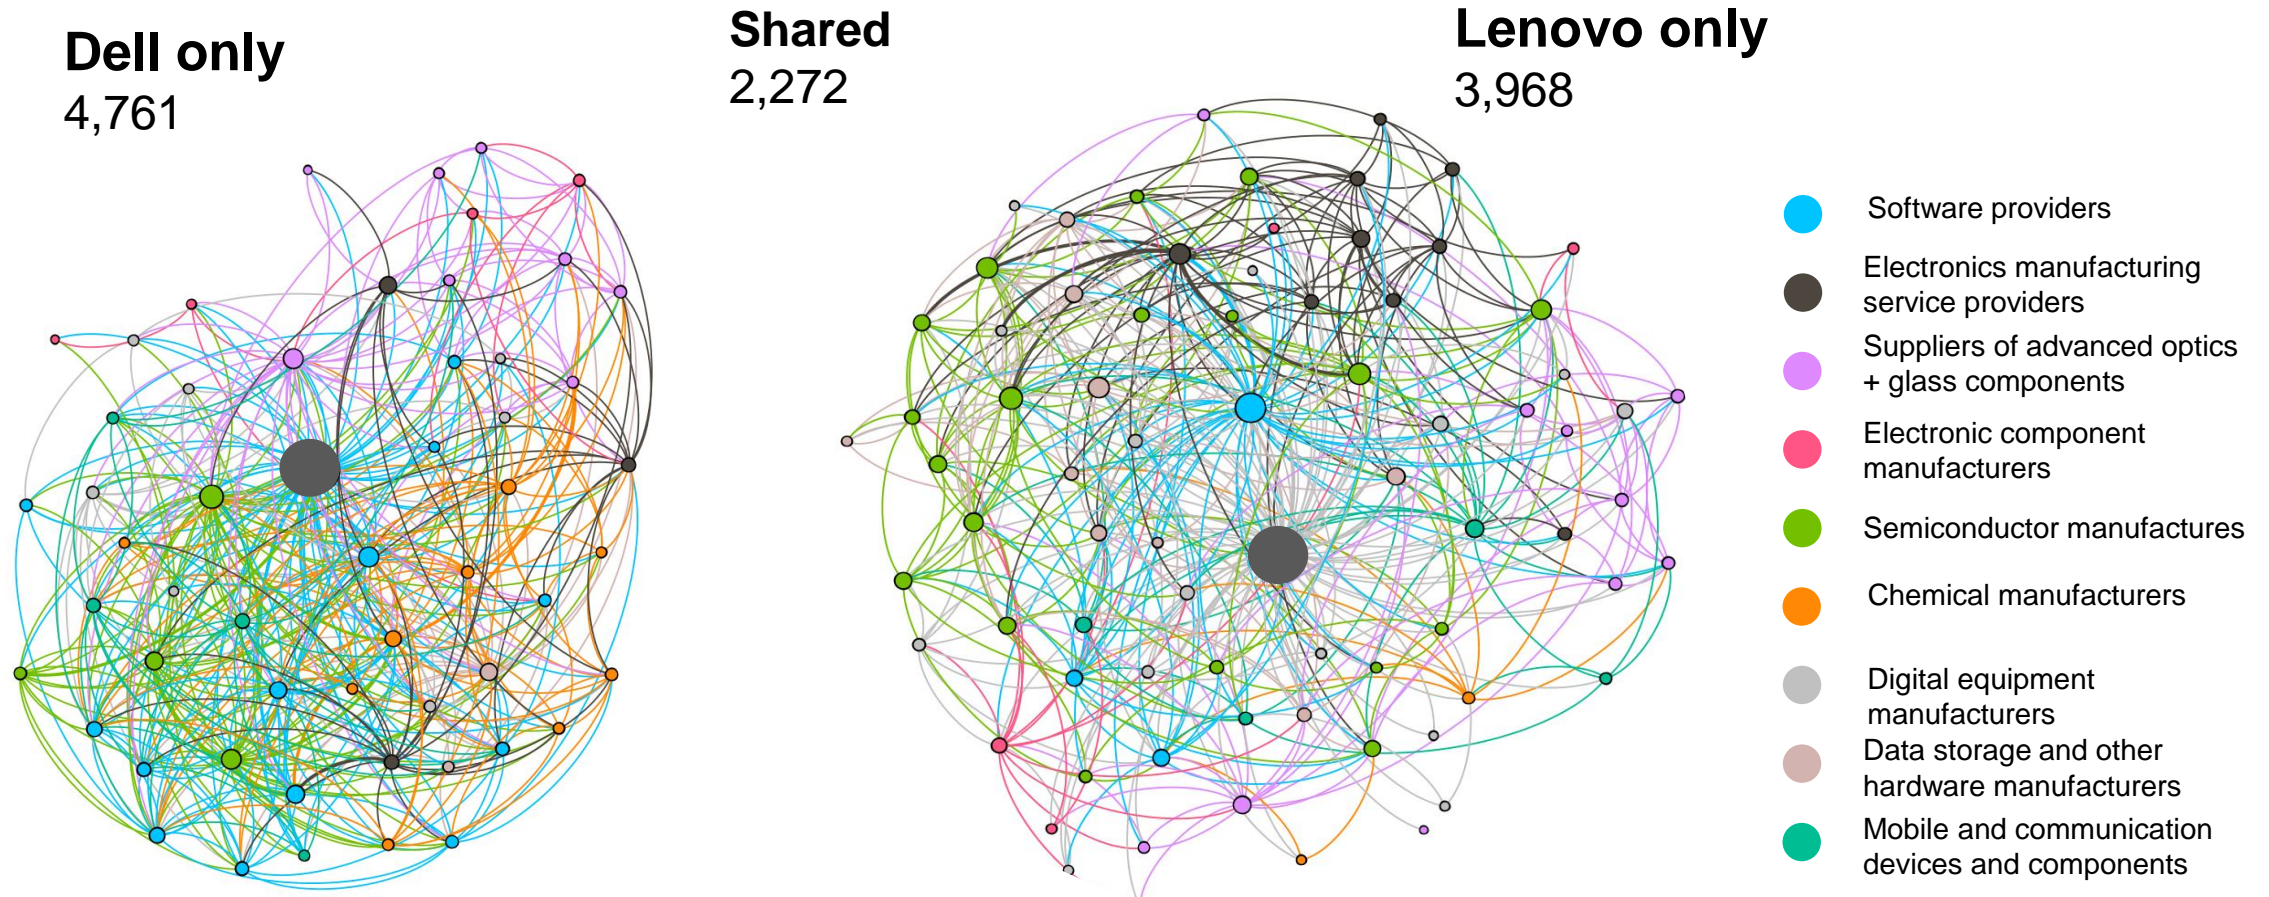 Dell only
4,761
Shared
2,272
Lenovo only
3,968
Software providers
Electronics manufacturing
service providers
Suppliers of advanced optics
+ glass components
Electronic component
manufacturers
Semiconductor manufactures
Chemical manufacturers
Digital equipment
manufacturers
Data storage and other
hardware manufacturers
Mobile and communication
devices and components